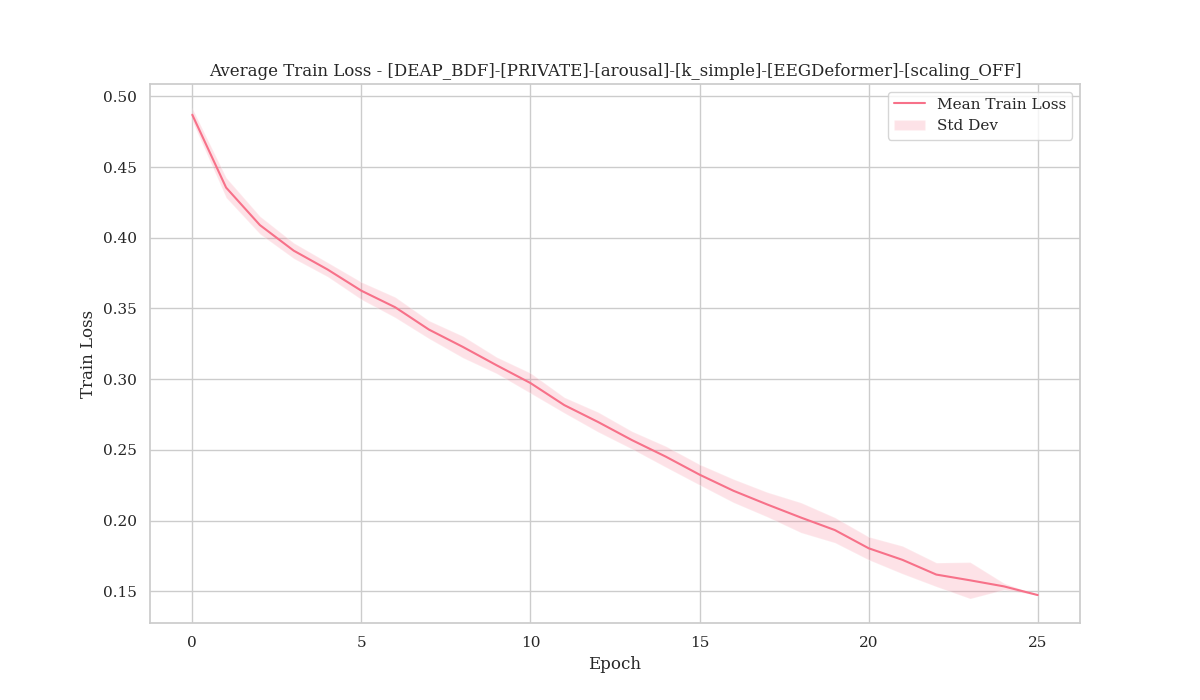 Average Train Loss - [DEAP_BDF]-[PRIVATE]-[arousal]-[k_simple]-[EEGDeformer]-[scaling_OFF]
Mean Train Loss
Std Dev
0.50
0.45
0.40
0.35
0.30
0.25
0.20
0.15
Train Loss
0
5
10
15
20
25
Epoch